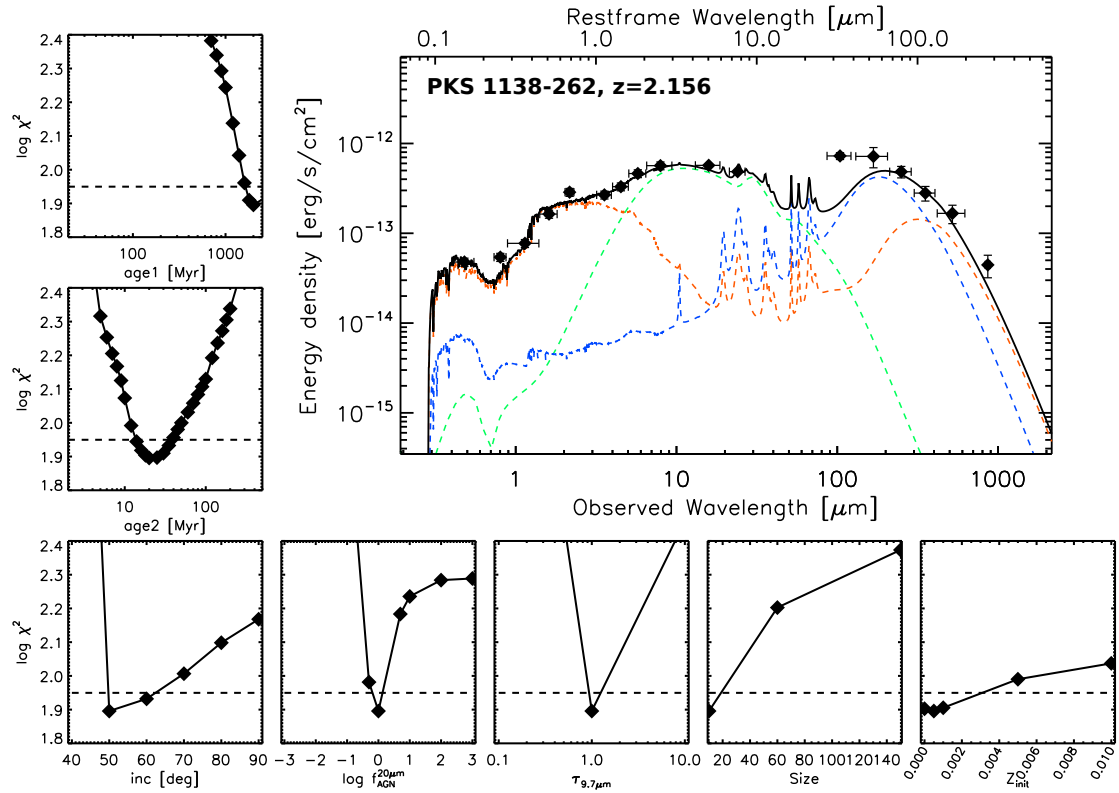 Restframe Wavelength [μm]
0.1 1.0 10.0 100.0
PKS 1138-262, z=2.156
Energy density [erg/s/cm²]
10⁻¹²
10⁻¹³
10⁻¹⁴
10⁻¹⁵
1 10 100 1000
Observed Wavelength [μm]
log χ²
2.4
2.3
2.2
2.1
2.0
1.9
1.8
100 1000
age1 [Myr]
log χ²
2.4
2.3
2.2
2.1
2.0
1.9
1.8
10 100
age2 [Myr]
log χ²
2.4
2.3
2.2
2.1
2.0
1.9
1.8
40 50 60 70 80 90
inc [deg]
-3 -2 -1 0 1 2 3
log f_AGN^20μm
0.1 1.0 10.0
τ_9.7μm
20 40 60 80 100120140
Size
0.000 0.002 0.004 0.006 0.008 0.010
Z_init